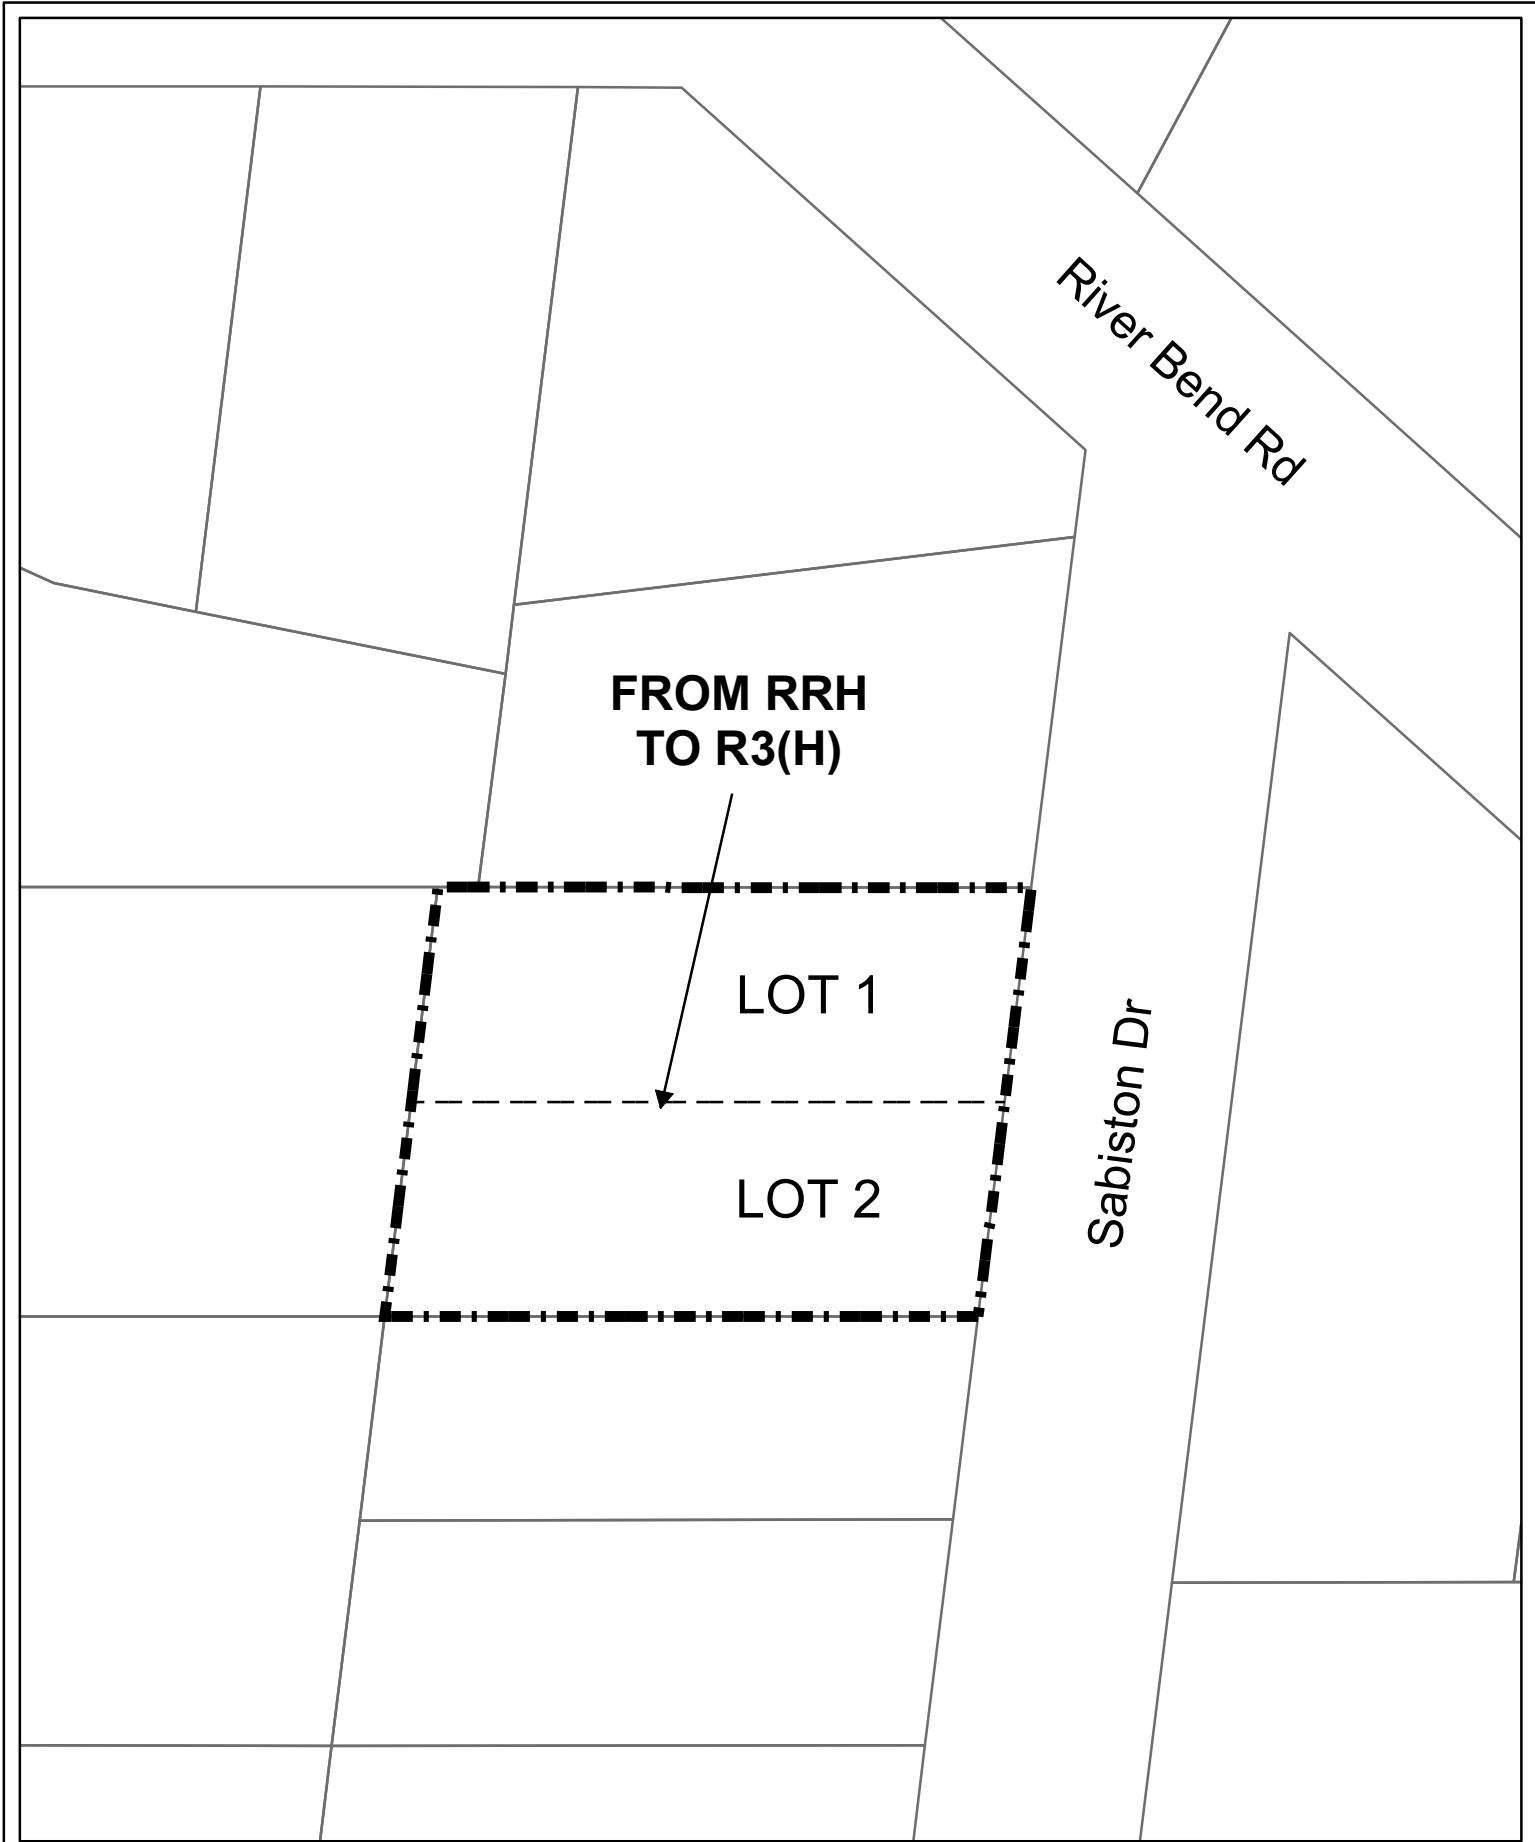 River Bend Rd
FROM RRH
TO R3(H)
LOT 1
Sabiston Dr
LOT 2